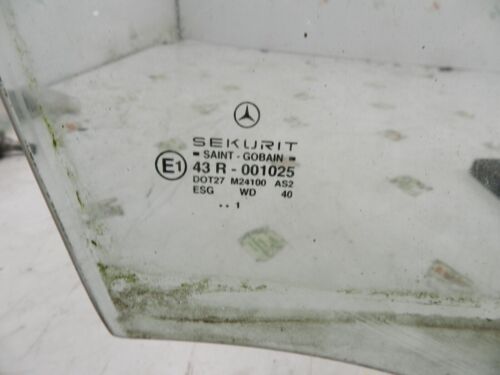 SEKURIT
= SAINT - GOBAIN =
E1 43 R - 001025
DOT27 M24100 AS2
ESG WD 40
.. 1